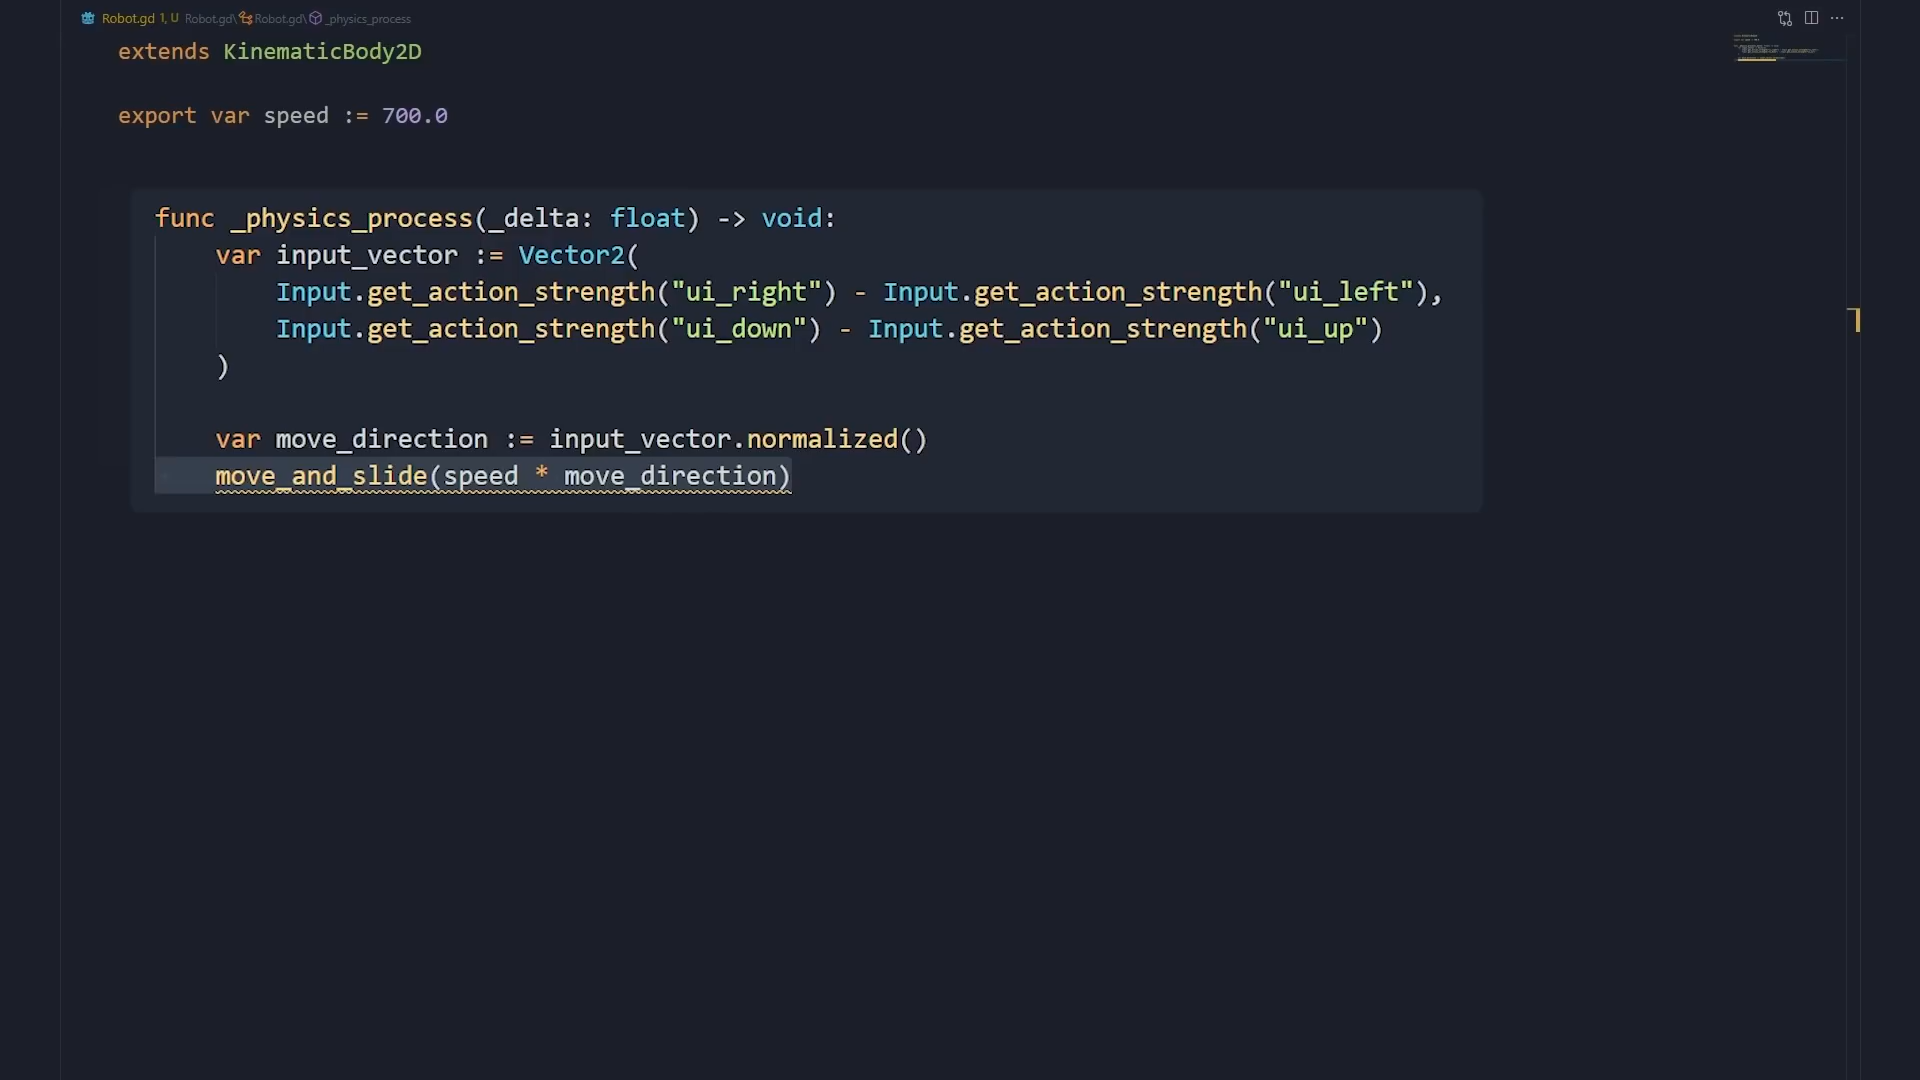 Robot.gd 1, U Robot.gd\ Robot.gd\ _physics_process
extends KinematicBody2D
export var speed := 700.0
func _physics_process(_delta: float) -> void:
var input_vector := Vector2(
Input.get_action_strength("ui_right") - Input.get_action_strength("ui_left"),
Input.get_action_strength("ui_down") - Input.get_action_strength("ui_up")
)
var move_direction := input_vector.normalized()
move_and_slide(speed * move_direction)